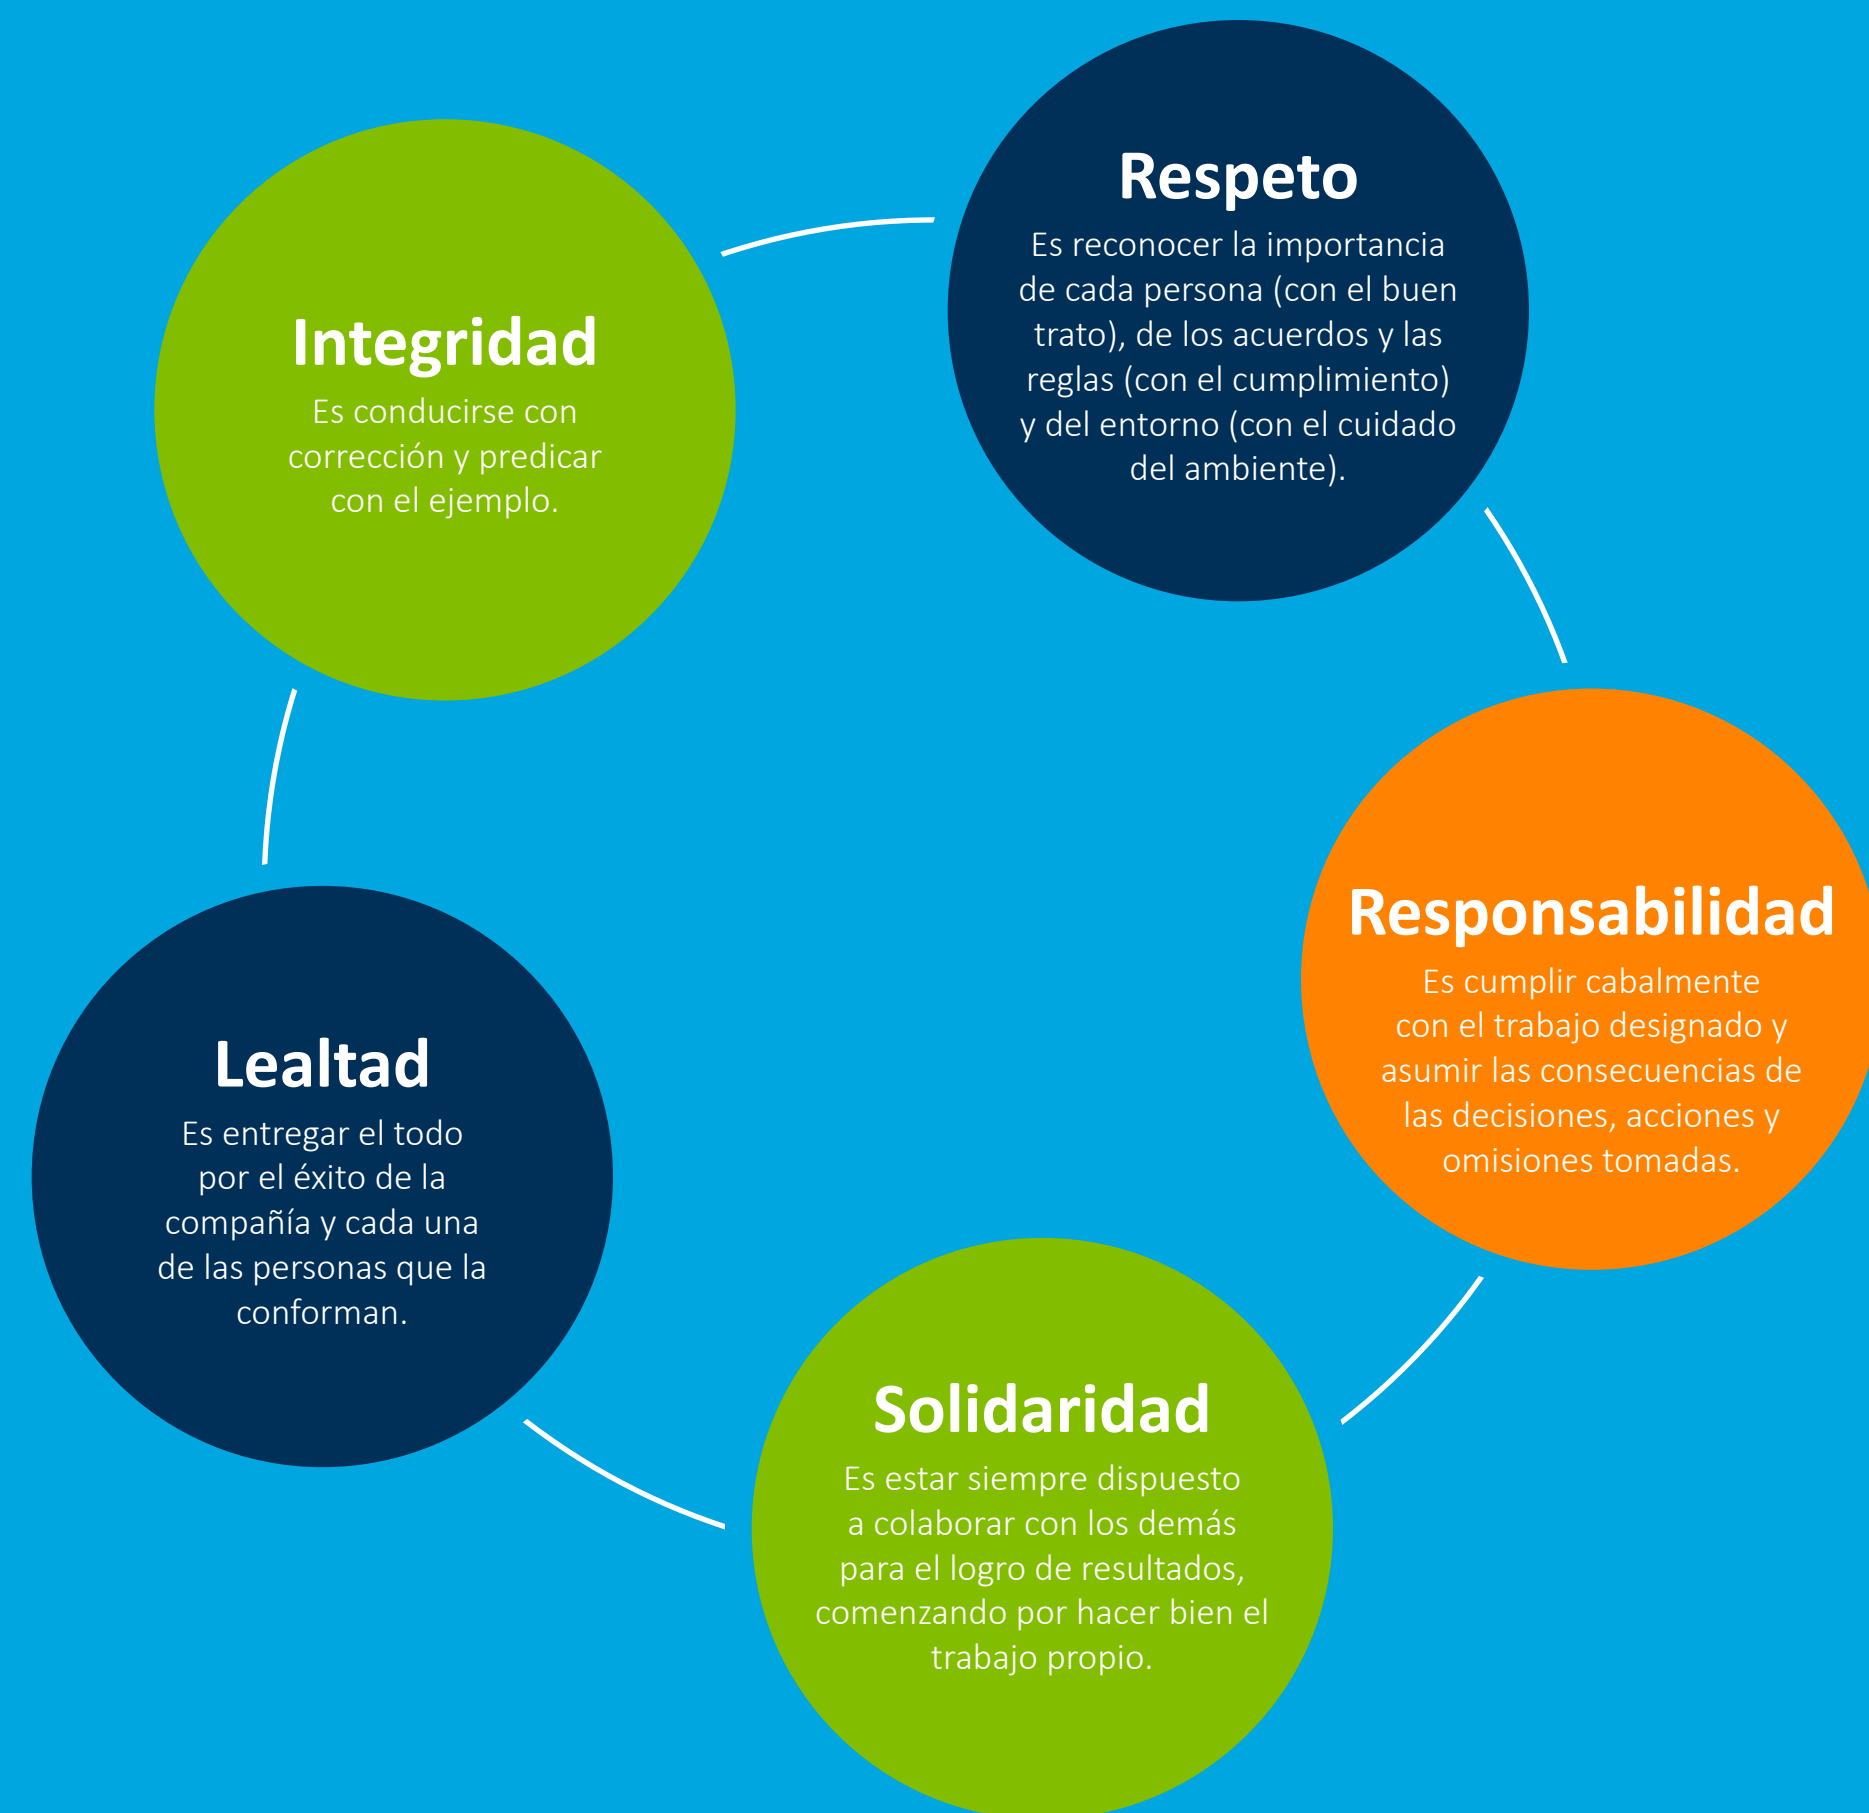 Respeto
Es reconocer la importancia
de cada persona (con el buen
trato), de los acuerdos y las
reglas (con el cumplimiento)
y del entorno (con el cuidado
del ambiente).
Integridad
Es conducirse con
corrección y predicar
con el ejemplo.
Responsabilidad
Es cumplir cabalmente
con el trabajo designado y
asumir las consecuencias de
las decisiones, acciones y
omisiones tomadas.
Lealtad
Es entregar el todo
por el éxito de la
compañía y cada una
de las personas que la
conforman.
Solidaridad
Es estar siempre dispuesto
a colaborar con los demás
para el logro de resultados,
comenzando por hacer bien el
trabajo propio.